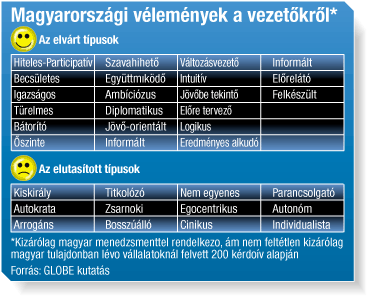 Magyarországi vélemények a vezetőkről*
Az elvárt típusok
Hiteles-Participatív Szavahihető Változásvezető Informált
Becsületes Együttmıködő Intuitív Előrelátó
Igazságos Ambíciózus Jövőbe tekintő Felkészült
Türelmes Diplomatikus Előre tervező
Bátorító Jövő-orientált Logikus
Őszinte Informált Eredményes alkudó
Az elutasított típusok
Kiskirály Titkolózó Nem egyenes Parancsolgató
Autokrata Zsarnoki Egocentrikus Autonóm
Arrogáns Bosszúálló Cinikus Individualista
*Kizárólag magyar menedzsmenttel rendelkezo, ám nem feltétlen kizárólag
magyar tulajdonban lévo vállalatoknál felvett 200 kérdoív alapján
Forrás: GLOBE kutatás